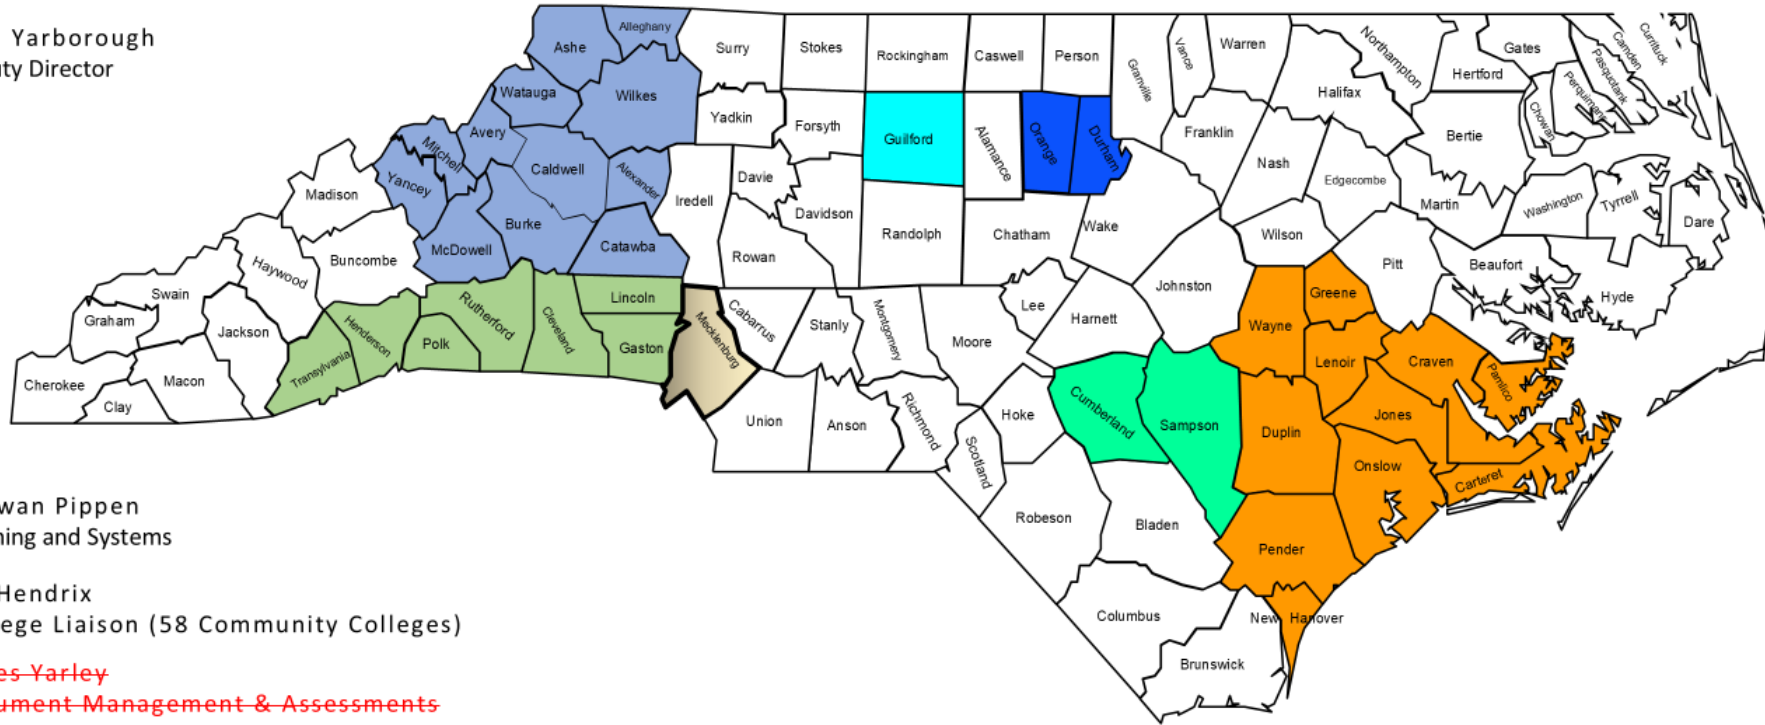 Yarborough
ty Director
Ashe
Alleghany
Surry
Stokes
Rockingham
Caswell
Person
Granville
Vance
Warren
Northampton
Gates
Hertford
Camden
Currituck
Pasquotank
Perquimans
Chowan
Halifax
Bertie
Watauga
Wilkes
Yadkin
Forsyth
Guilford
Alamance
Orange
Durham
Franklin
Nash
Edgecombe
Martin
Washington
Tyrrell
Dare
Avery
Mitchell
Yancey
Caldwell
Alexander
Madison
Iredell
Davie
Davidson
Randolph
Chatham
Wake
Wilson
Pitt
Beaufort
Hyde
Burke
McDowell
Catawba
Buncombe
Haywood
Rowan
Swain
Graham
Jackson
Cherokee
Clay
Macon
Transylvania
Henderson
Polk
Rutherford
Cleveland
Lincoln
Gaston
Mecklenburg
Cabarrus
Stanly
Montgomery
Moore
Lee
Harnett
Johnston
Wayne
Greene
Lenoir
Craven
Pamlico
Jones
Carteret
Onslow
Duplin
Sampson
Cumberland
Hoke
Scotland
Richmond
Anson
Union
Robeson
Bladen
Pender
New Hanover
Columbus
Brunswick
wan Pippen
ning and Systems
Hendrix
ege Liaison (58 Community Colleges)
es Yarley
ument Management & Assessments